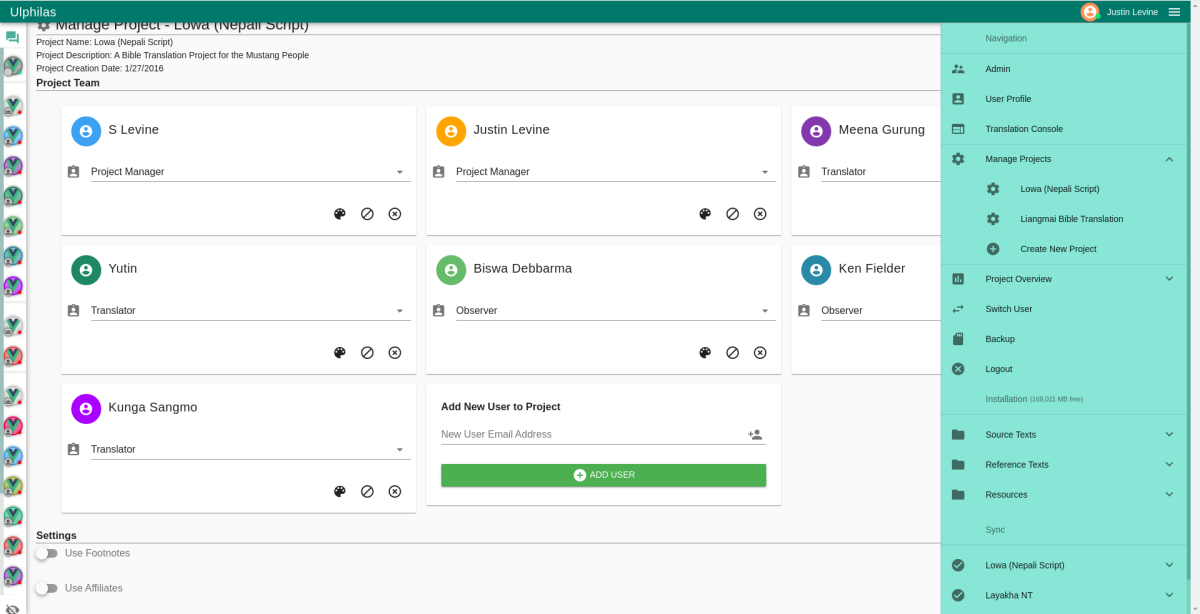 Ulphilas
Justin Levine
Manage Project - Lowa (Nepali Script)
Project Name: Lowa (Nepali Script)
Project Description: A Bible Translation Project for the Mustang People
Project Creation Date: 1/27/2016
Project Team
S Levine
Project Manager
Justin Levine
Project Manager
Meena Gurung
Translator
Yutin
Translator
Biswa Debbarma
Observer
Ken Fielder
Observer
Kunga Sangmo
Translator
Add New User to Project
New User Email Address
ADD USER
Settings
Use Footnotes
Use Affiliates
Navigation
Admin
User Profile
Translation Console
Manage Projects
Lowa (Nepali Script)
Liangmai Bible Translation
Create New Project
Project Overview
Switch User
Backup
Logout
Installation (169,011 MB free)
Source Texts
Reference Texts
Resources
Sync
Lowa (Nepali Script)
Layakha NT